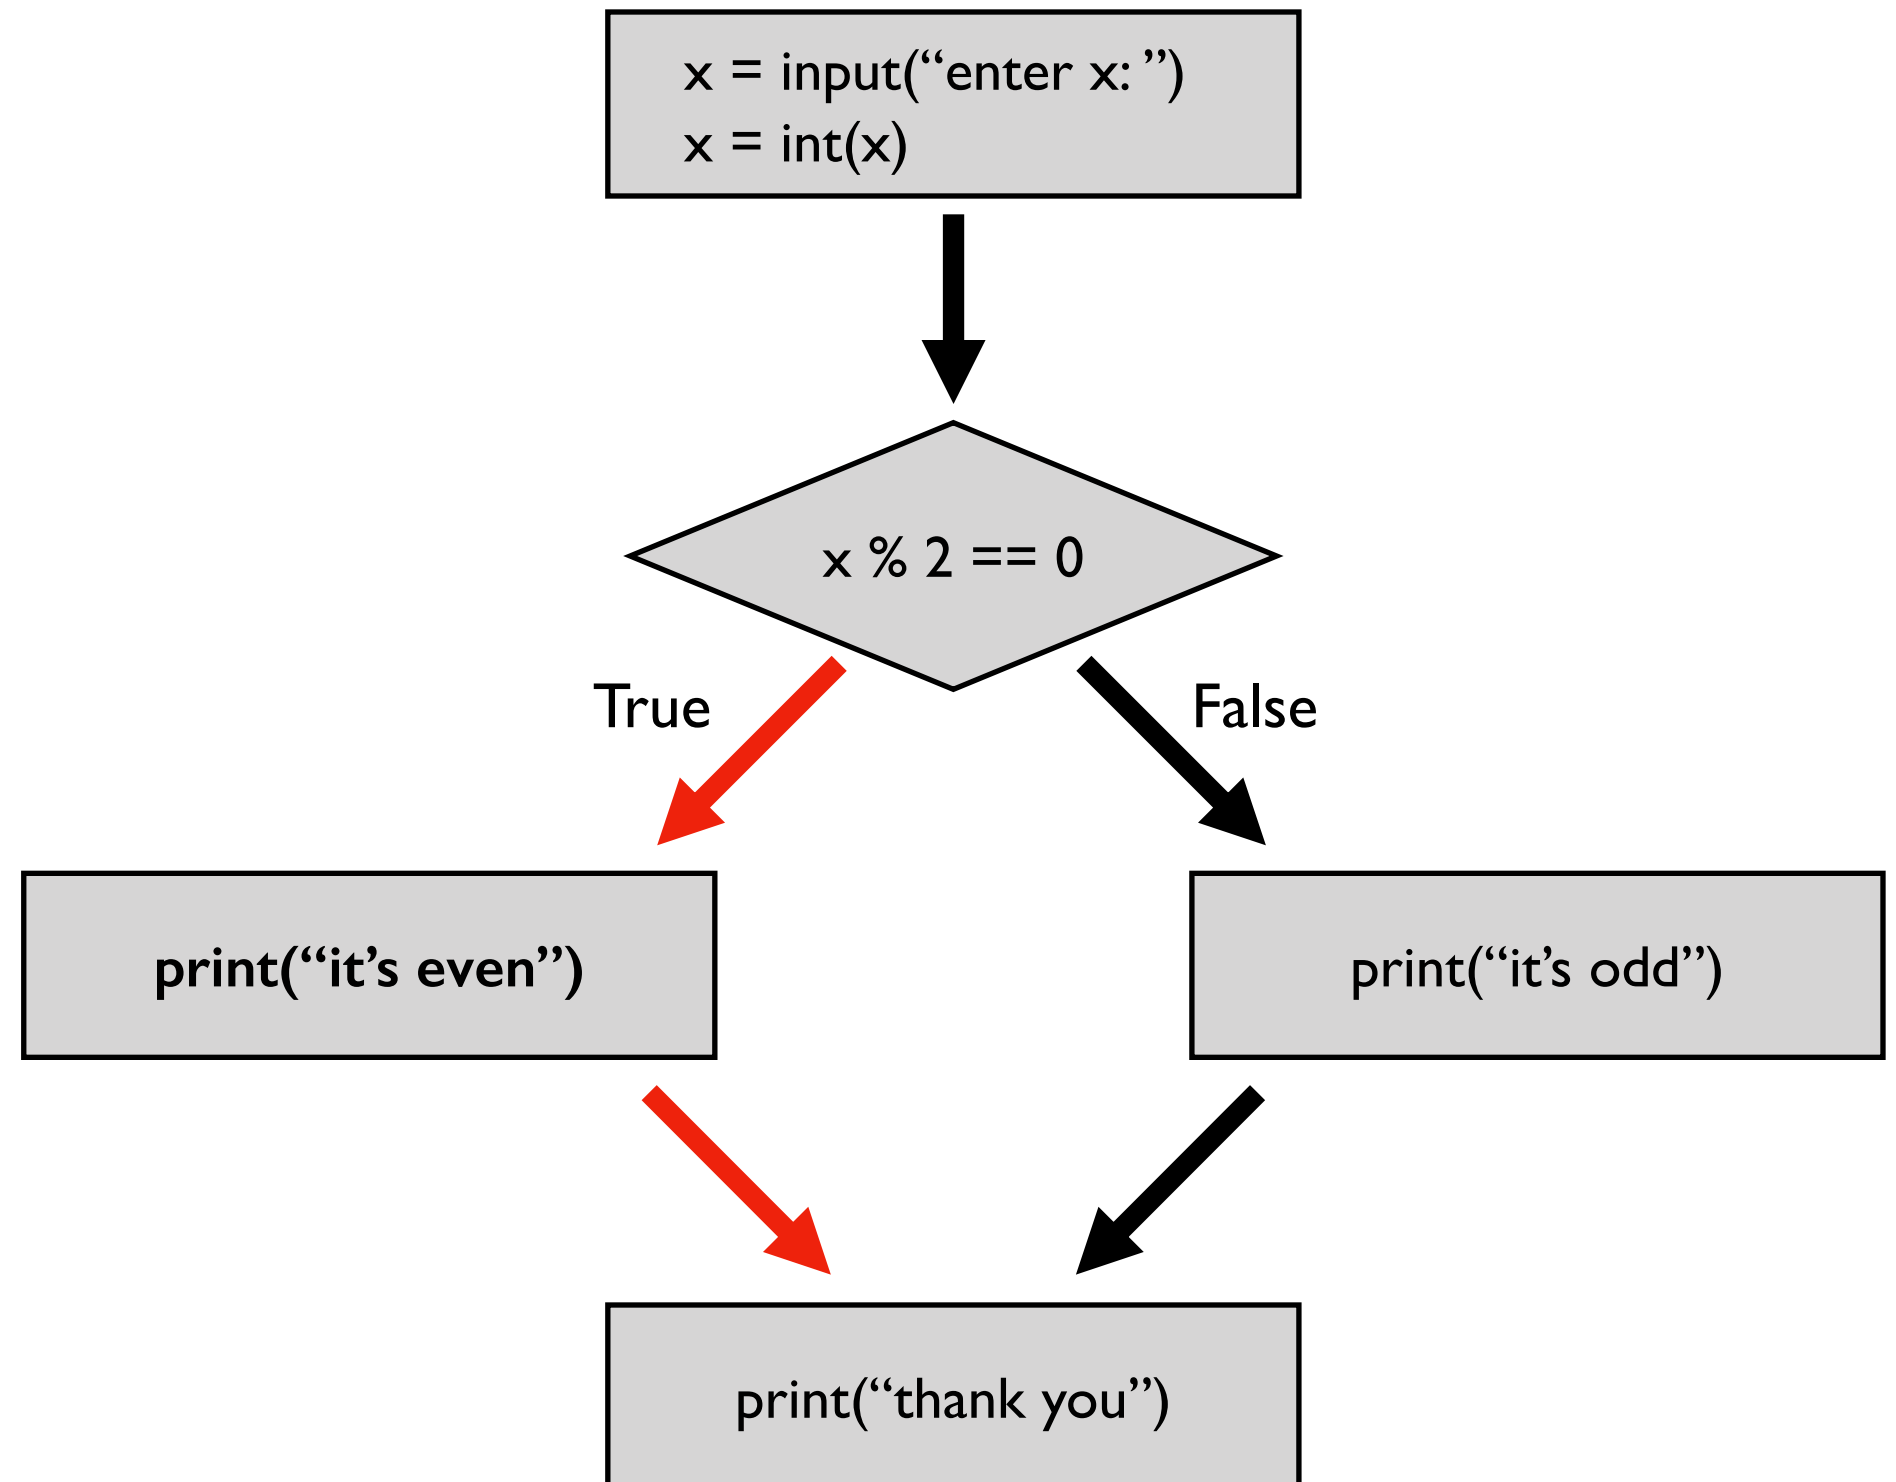 x = input(“enter x: ”)
x = int(x)
x % 2 == 0
True
False
print(“it’s even”)
print(“it’s odd”)
print(“thank you”)